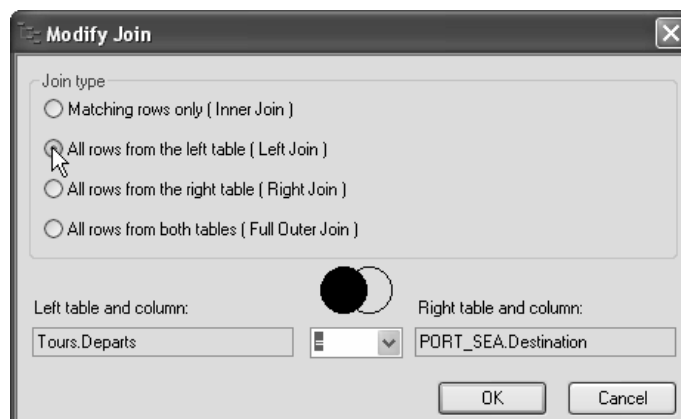 Modify Join
Join type
Matching rows only ( Inner Join )
All rows from the left table ( Left Join )
All rows from the right table ( Right Join )
All rows from both tables ( Full Outer Join )
Left table and column:
Right table and column:
Tours.Departs
=
PORT_SEA.Destination
OK
Cancel